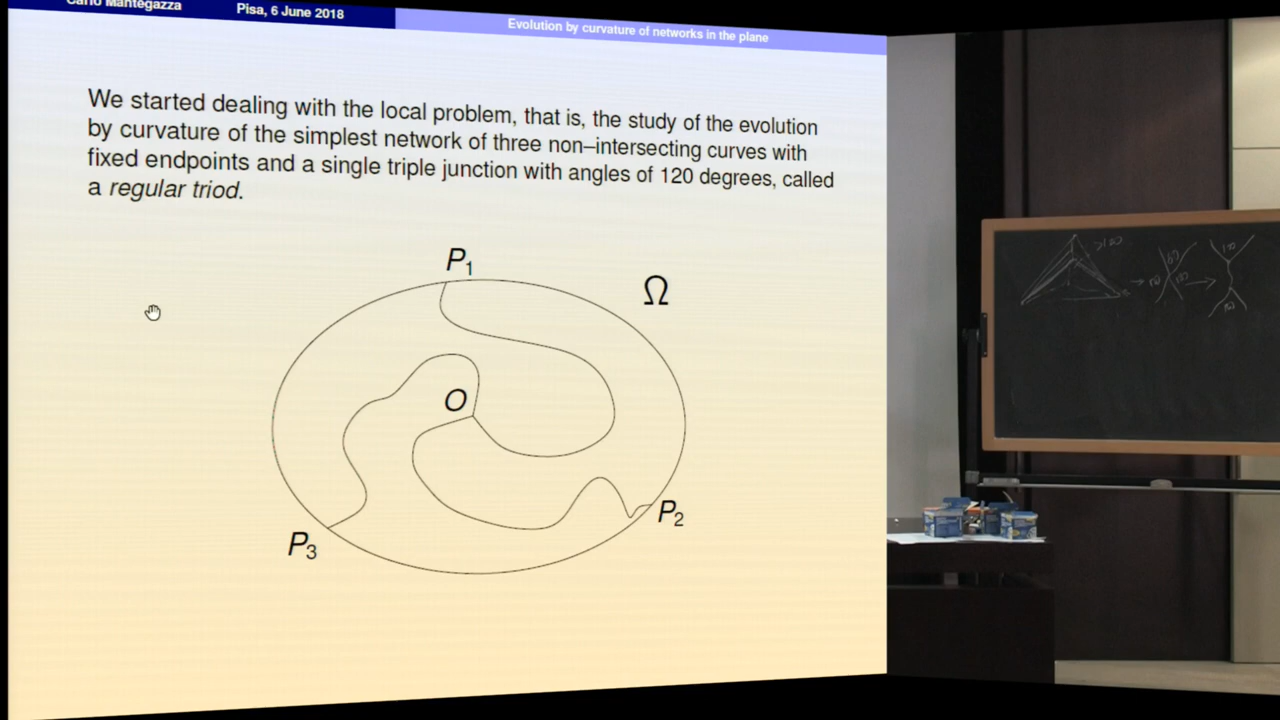 Carlo Mantegazza
Pisa, 6 June 2018
Evolution by curvature of networks in the plane
We started dealing with the local problem, that is, the study of the evolution
by curvature of the simplest network of three non–intersecting curves with
fixed endpoints and a single triple junction with angles of 120 degrees, called
a regular triod.
P₁
Ω
O
P₂
P₃